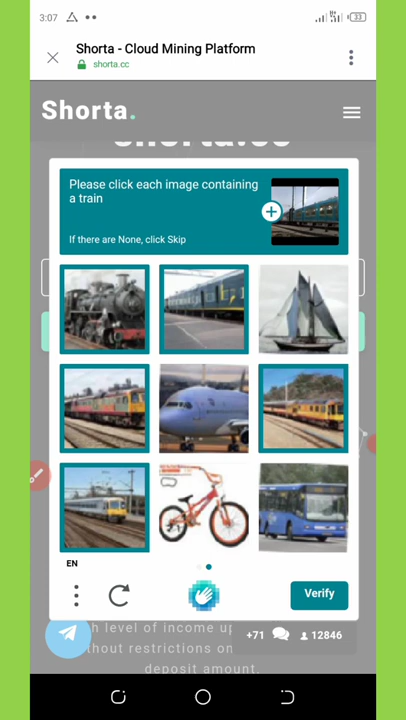 3:07
33
Shorta - Cloud Mining Platform
shorta.cc
Shorta.
Please click each image containing
a train
If there are None, click Skip
EN
Verify
h level of income up
+71
12846
without restrictions on
deposit amount.